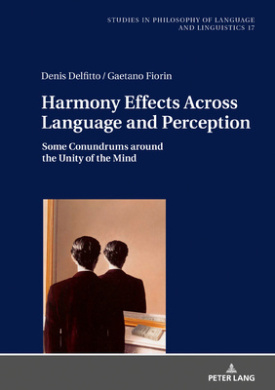 STUDIES IN PHILOSOPHY OF LANGUAGE
AND LINGUISTICS 17
Denis Delfitto / Gaetano Fiorin
Harmony Effects Across
Language and Perception
Some Conundrums around
the Unity of the Mind
PETER LANG